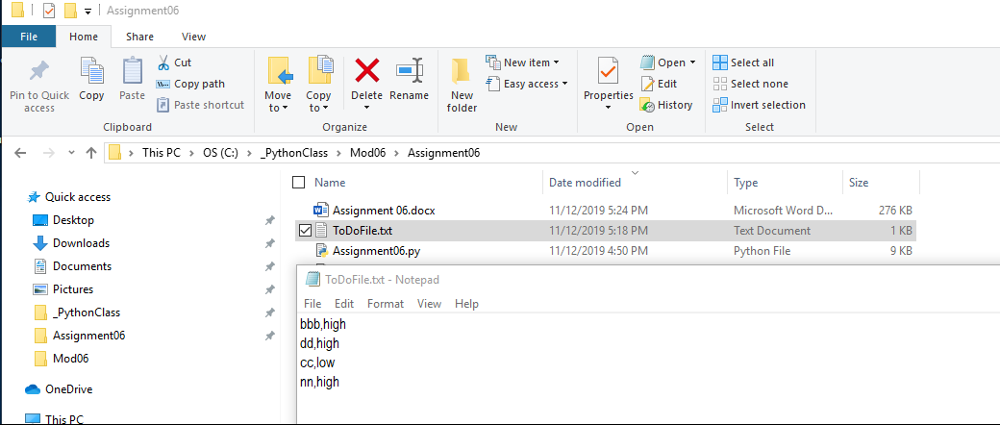 Assignment06
File Home Share View
Pin to Quick access
Copy
Paste
Cut
Copy path
Paste shortcut
Clipboard
Move to
Copy to
Delete
Rename
Organize
New folder
New item
Easy access
New
Properties
Open
Edit
History
Open
Select all
Select none
Invert selection
Select
This PC > OS (C:) > _PythonClass > Mod06 > Assignment06
Quick access
Desktop
Downloads
Documents
Pictures
_PythonClass
Assignment06
Mod06
OneDrive
This PC
Name Date modified Type Size
Assignment 06.docx 11/12/2019 5:24 PM Microsoft Word D... 276 KB
ToDoFile.txt 11/12/2019 5:18 PM Text Document 1 KB
Assignment06.py 11/12/2019 4:50 PM Python File 9 KB
ToDoFile.txt - Notepad
File Edit Format View Help
bbb,high
dd,high
cc,low
nn,high